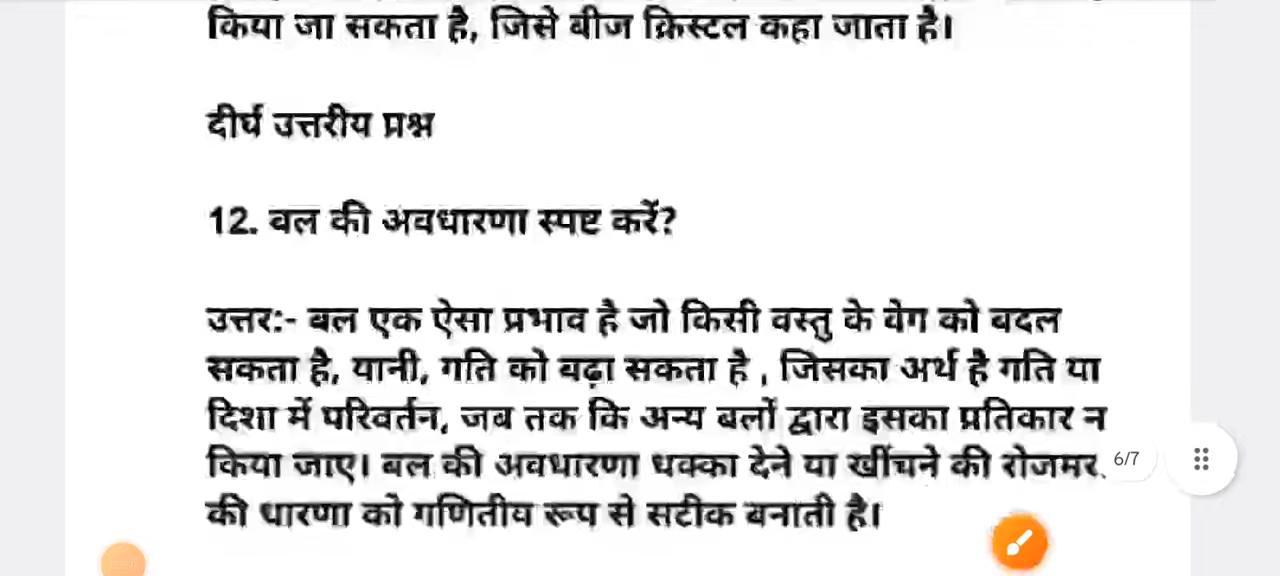 किया जा सकता है, जिसे बीज क्रिस्टल कहा जाता है।
दीर्घ उत्तरीय प्रश्न
12. बल की अवधारणा स्पष्ट करें?
उत्तर:- बल एक ऐसा प्रभाव है जो किसी वस्तु के वेग को बदल
सकता है, यानी, गति को बढ़ा सकता है , जिसका अर्थ है गति या
दिशा में परिवर्तन, जब तक कि अन्य बलों द्वारा इसका प्रतिकार न
किया जाए। बल की अवधारणा धक्का देने या खींचने की
6/7
की धारणा को गणितीय रूप से सटीक बनाती है।